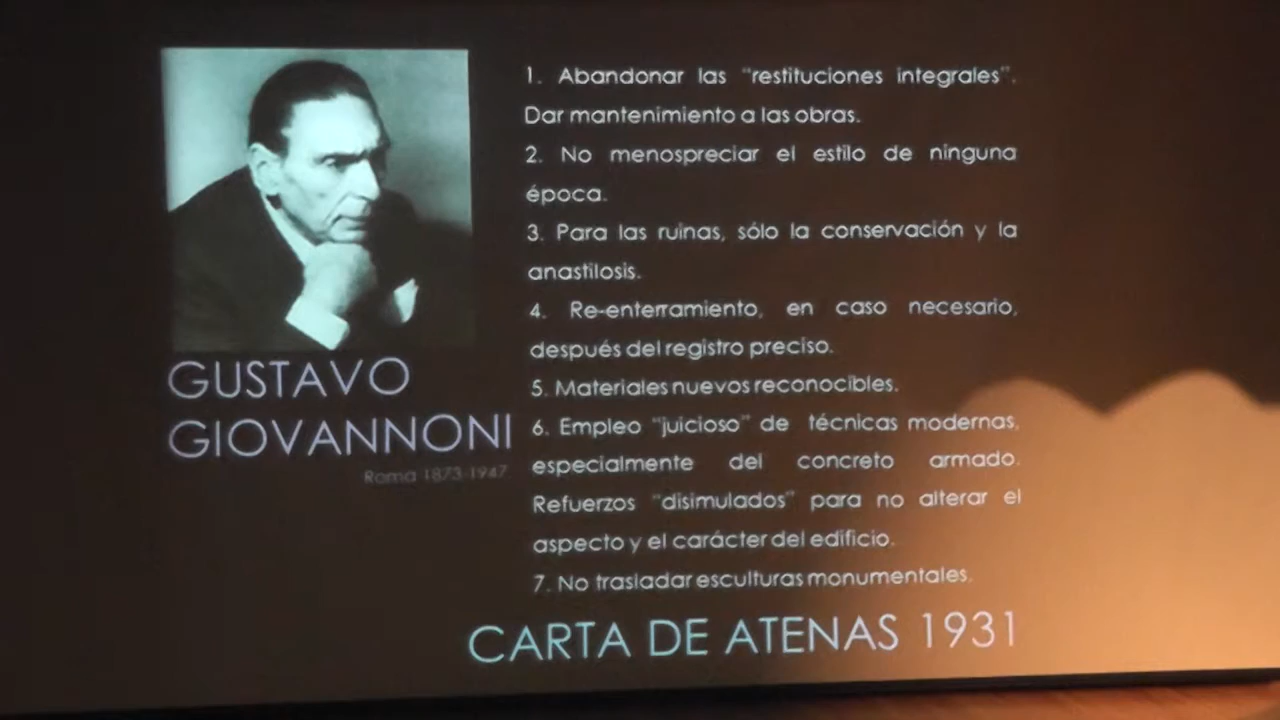 GUSTAVO
GIOVANNONI
Roma 1873-1947
1. Abandonar las "restituciones integrales".
Dar mantenimiento a las obras.
2. No menospreciar el estilo de ninguna
época.
3. Para las ruinas, sólo la conservación y la
anastilosis.
4. Re-enterramiento, en caso necesario,
después del registro preciso.
5. Materiales nuevos reconocibles.
6. Empleo "juicioso" de técnicas modernas,
especialmente del concreto armado.
Refuerzos "disimulados" para no alterar el
aspecto y el carácter del edificio.
7. No trasladar esculturas monumentales.
CARTA DE ATENAS 1931